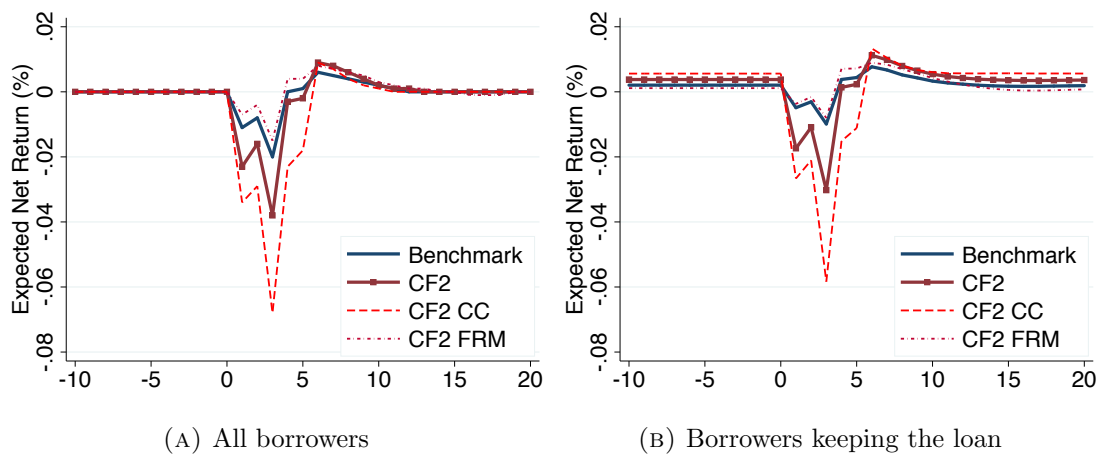 Expected Net Return (%)
.02
0
-.02
-.04
-.06
-.08
-10
-5
0
5
10
15
20
Benchmark
CF2
CF2 CC
CF2 FRM
(A) All borrowers
Expected Net Return (%)
.02
0
-.02
-.04
-.06
-.08
-10
-5
0
5
10
15
20
Benchmark
CF2
CF2 CC
CF2 FRM
(B) Borrowers keeping the loan